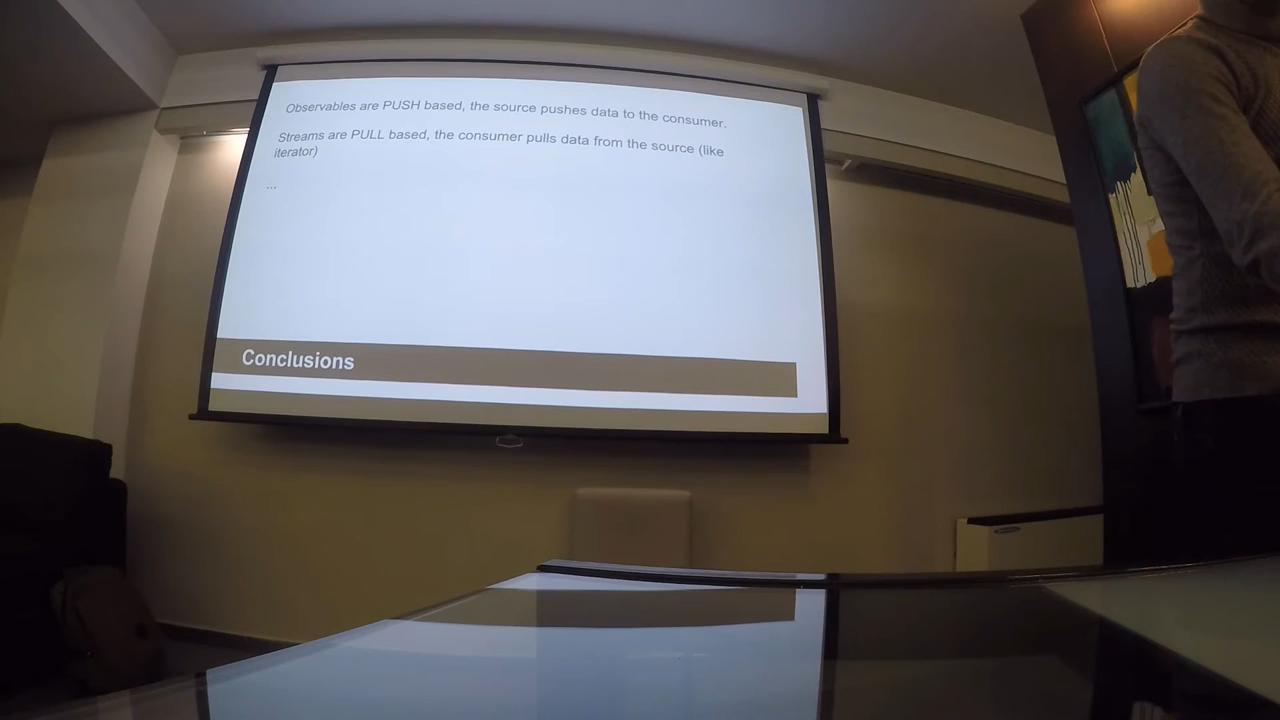 Observables are PUSH based, the source pushes data to the consumer.
Streams are PULL based, the consumer pulls data from the source (like
iterator)
...
Conclusions